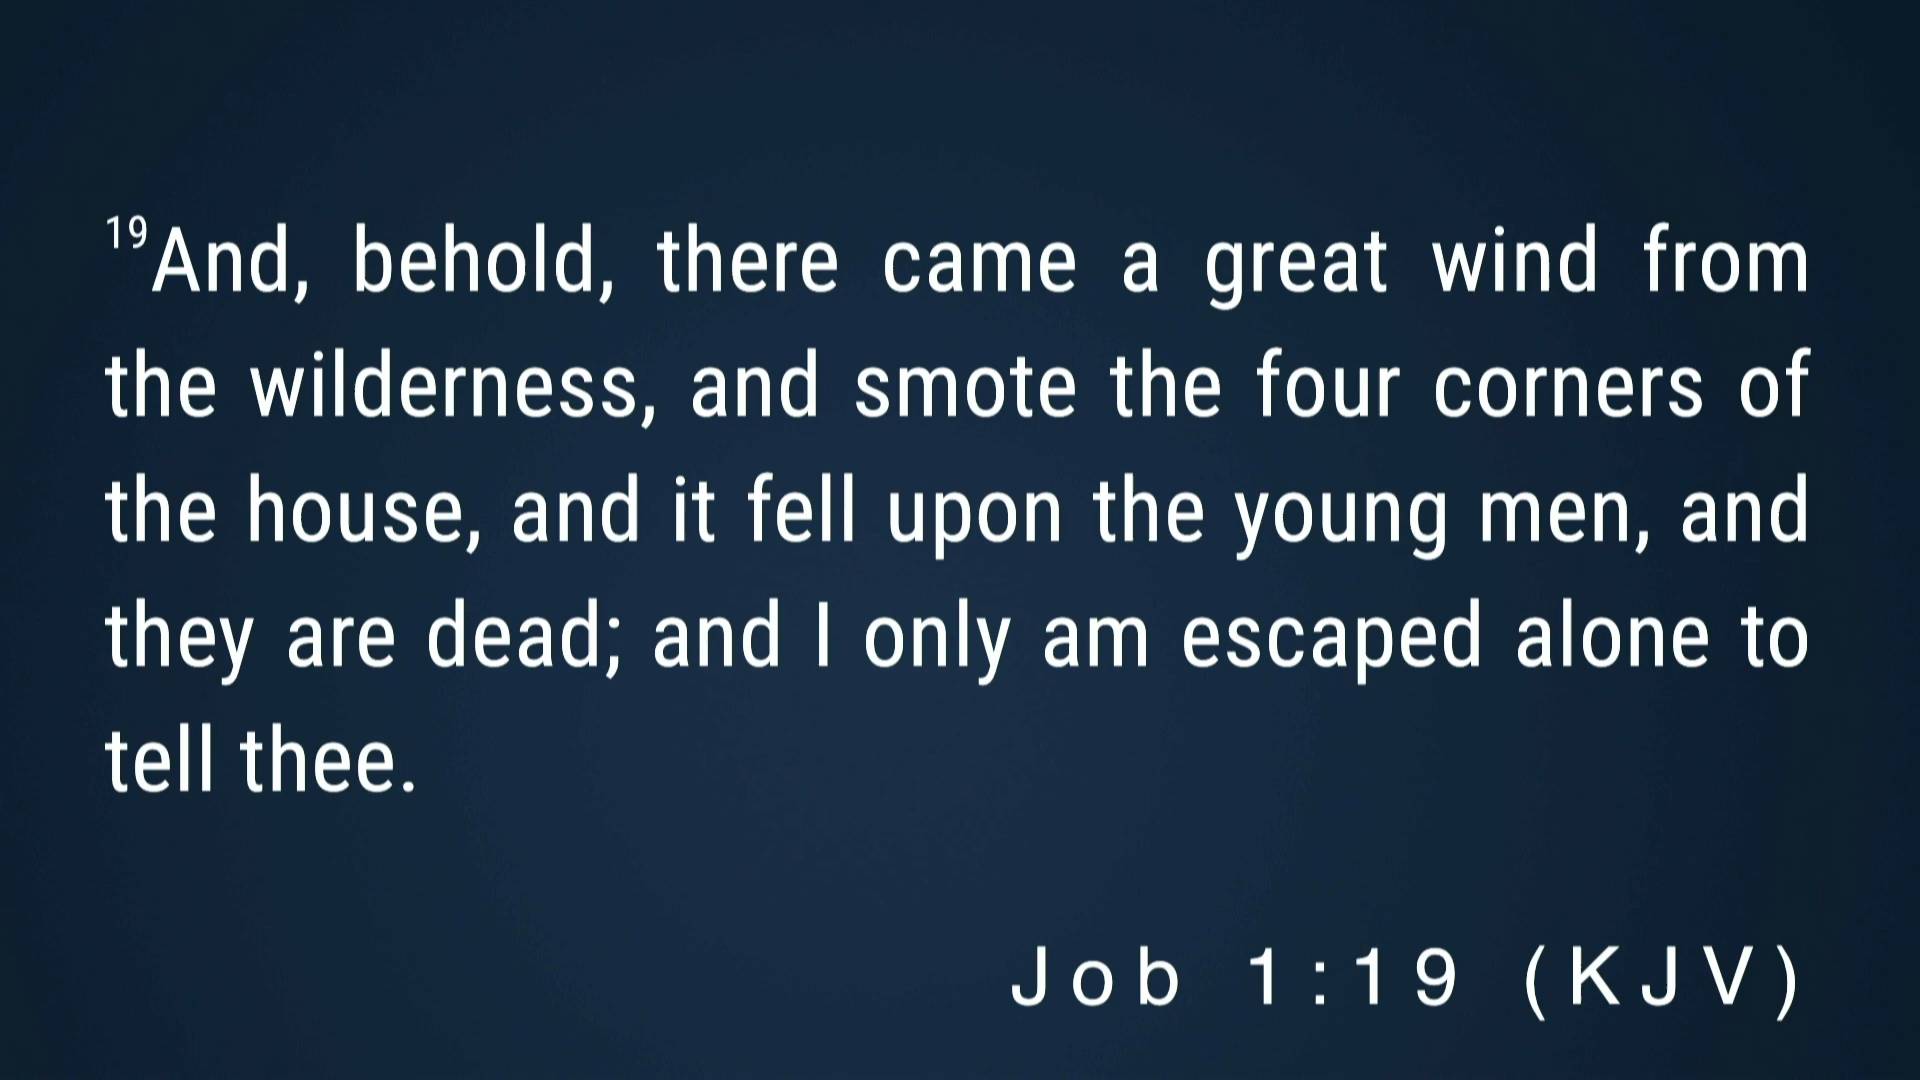 19And, behold, there came a great wind from
the wilderness, and smote the four corners of
the house, and it fell upon the young men, and
they are dead; and I only am escaped alone to
tell thee.
Job 1:19 (KJV)